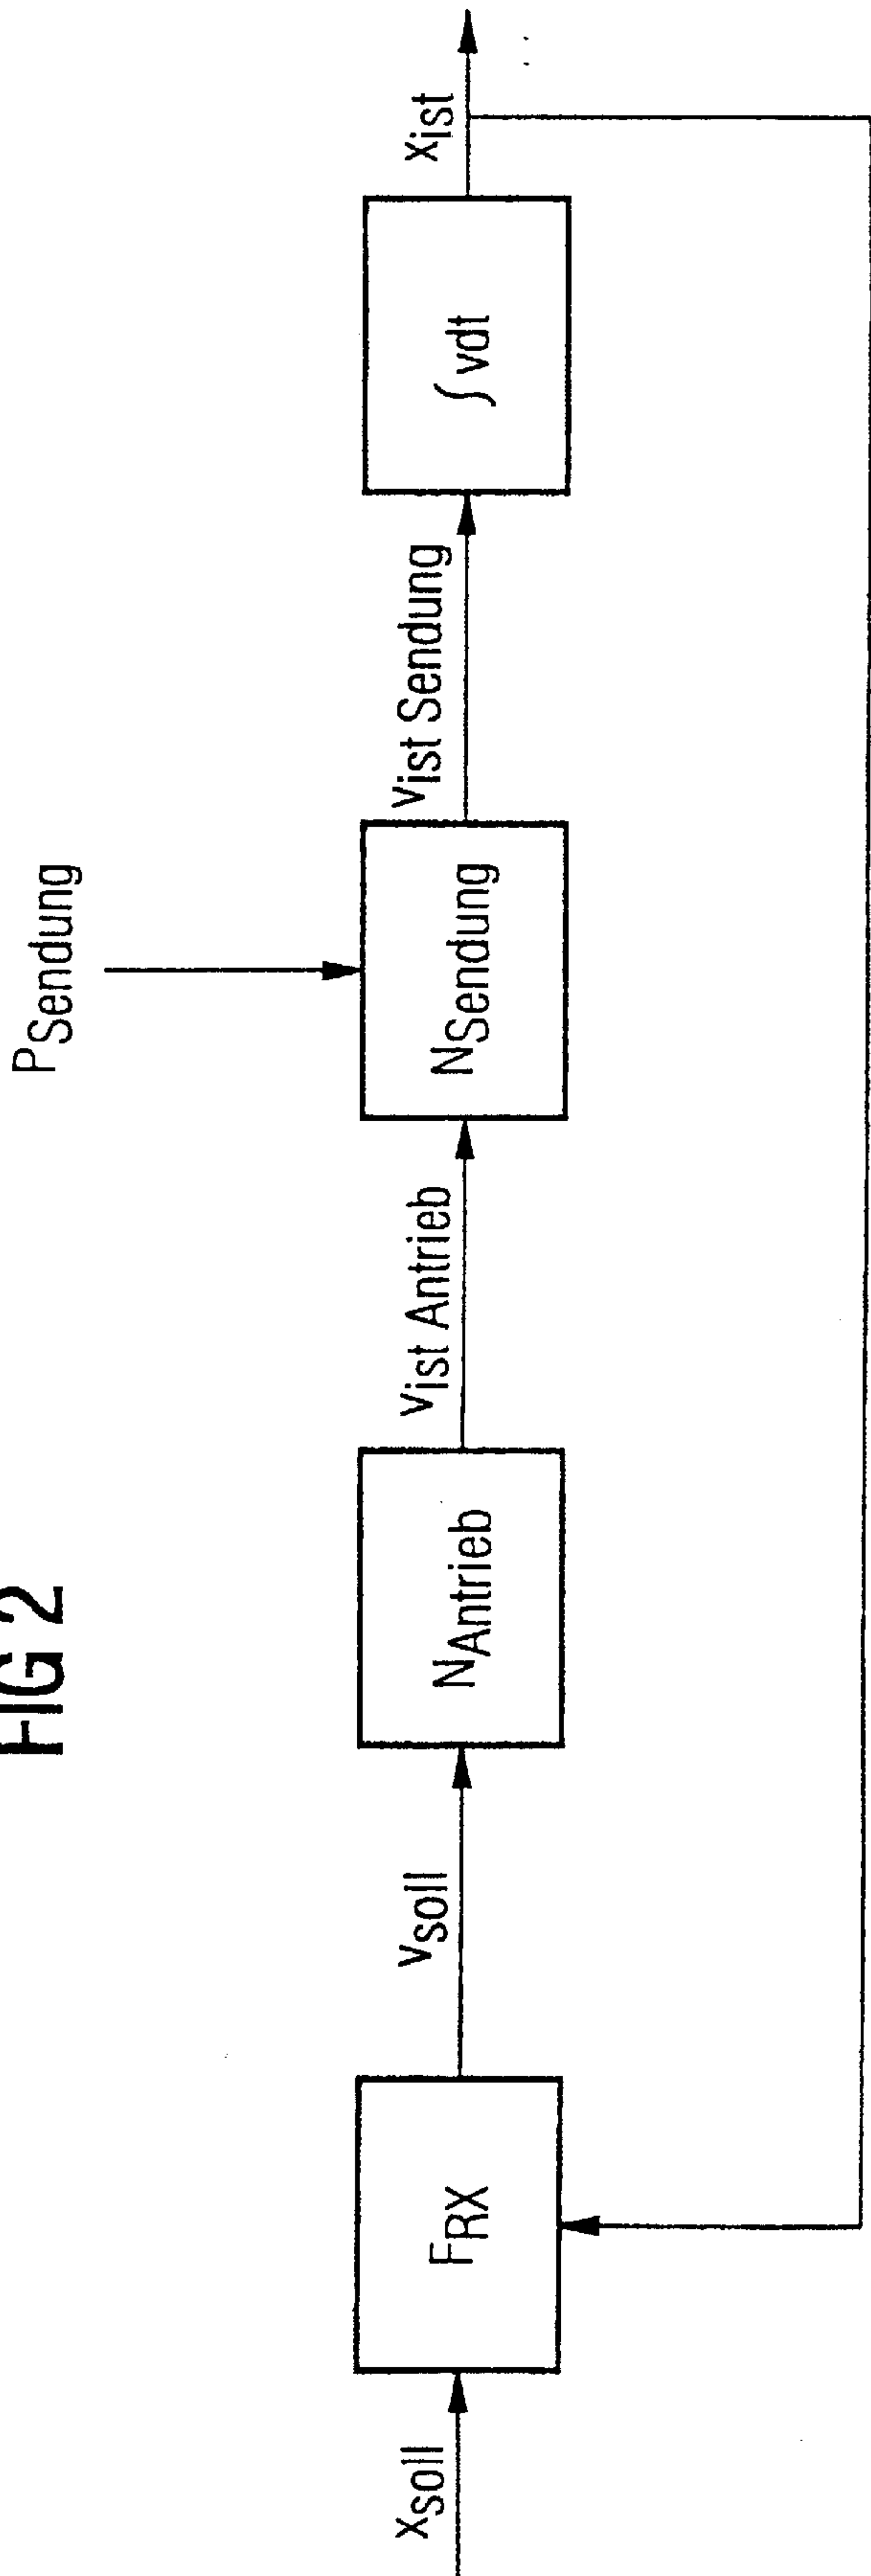 FIG 2
PSendung
xsoll
FRX
vsoll
NAntrieb
vist Antrieb
NSendung
vist Sendung
∫ vdt
xist